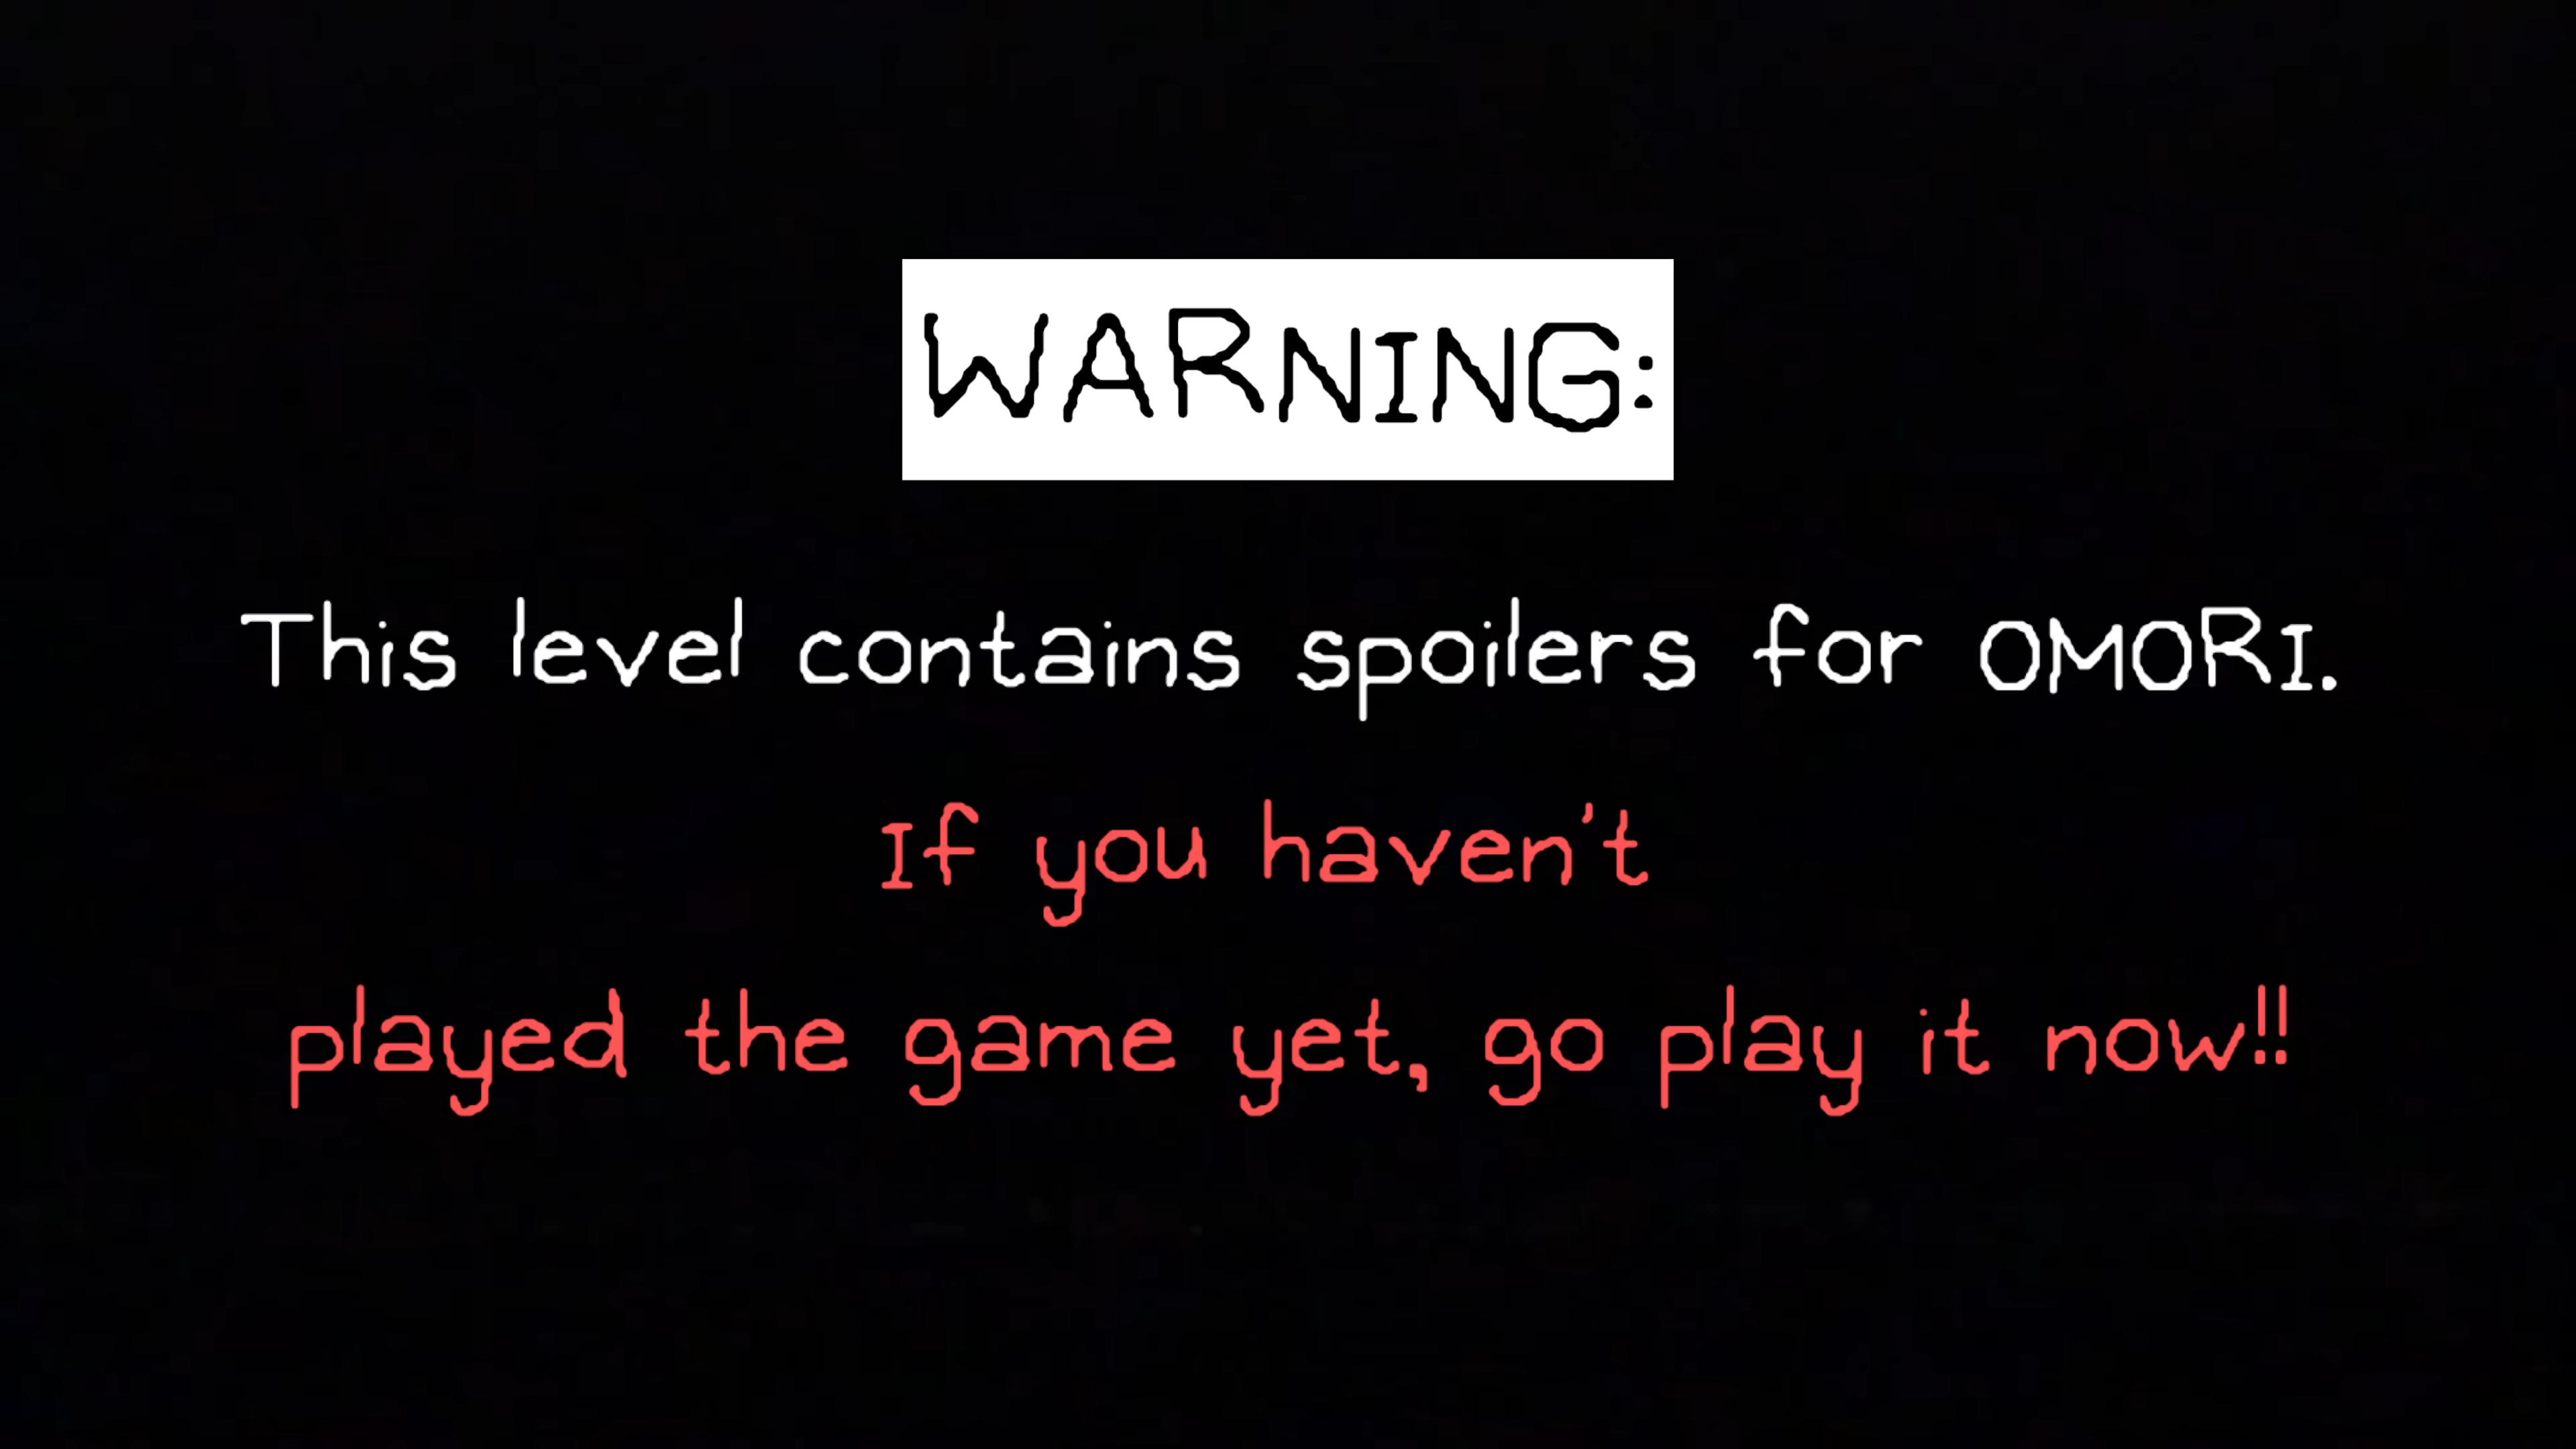 WARNING:
This level contains spoilers for OMORI.
If you haven't
played the game yet, go play it now!!